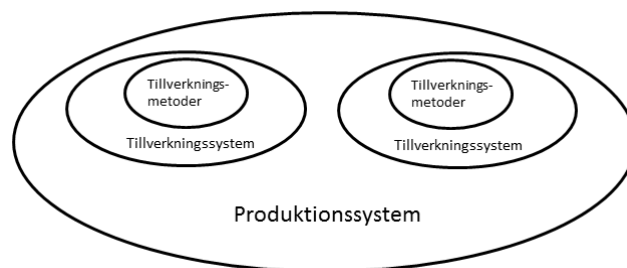 Tillverknings-
metoder
Tillverkningssystem
Tillverknings-
metoder
Tillverkningssystem
Produktionssystem